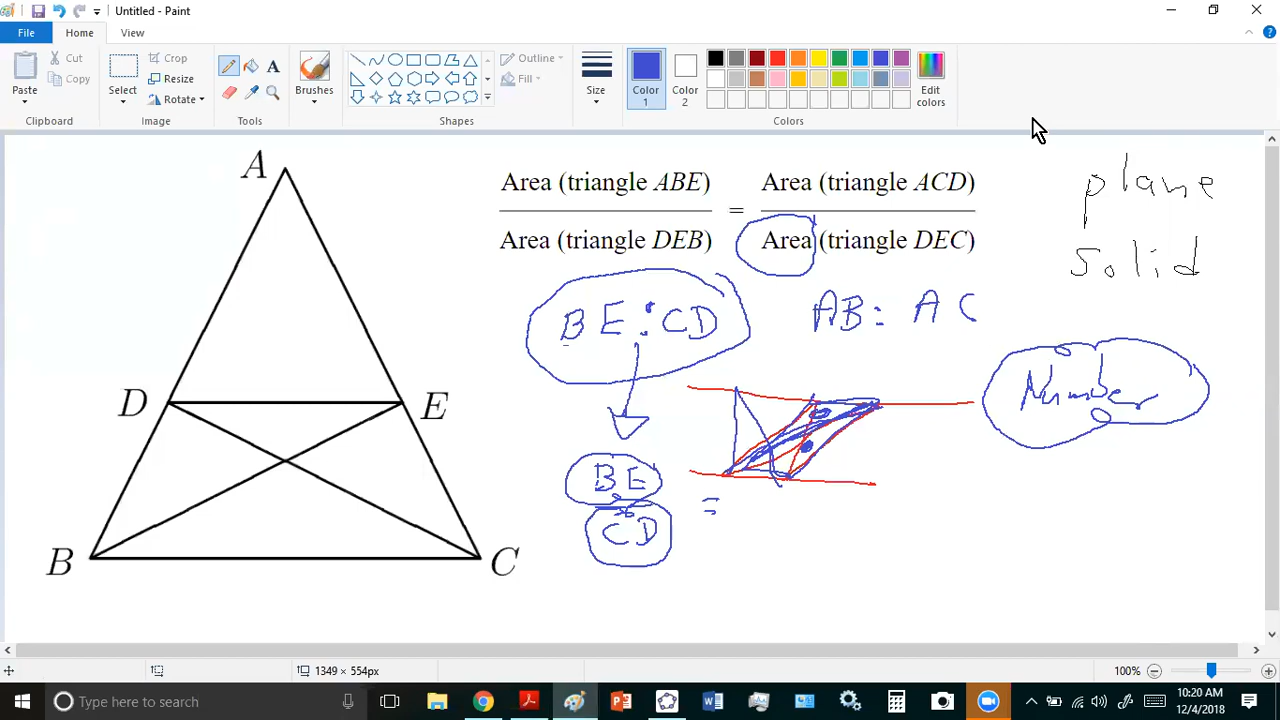 Untitled - Paint
File Home View
Paste Cut Copy
Clipboard
Select Crop Resize Rotate
Image
Tools
Brushes
Shapes
Outline
Fill
Size
Color 1
Color 2
Edit colors
Colors
A
D E
B C
Area (triangle ABE) = Area (triangle ACD)
Area (triangle DEB) Area (triangle DEC)
BE : CD
AB : AC
BE
CD
=
plane
solid
Number
1349 × 554px
100%
Type here to search
10:20 AM
12/4/2018